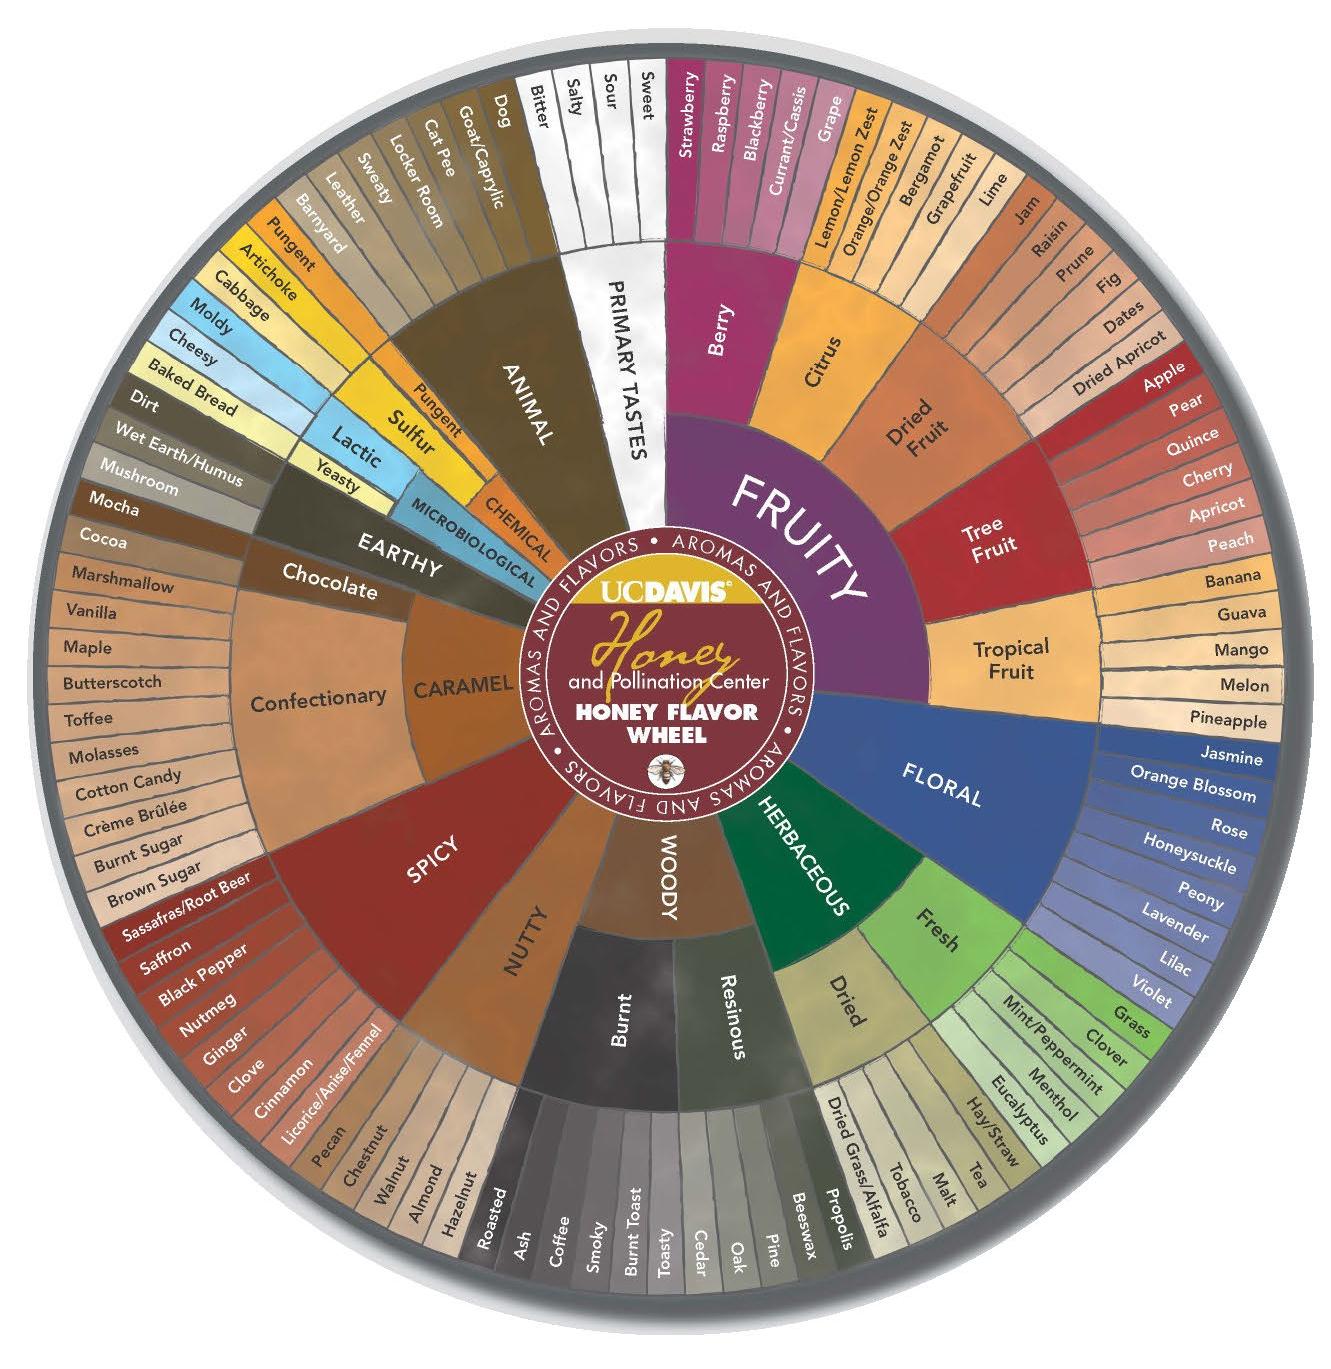 AROMAS AND FLAVORS • AROMAS AND FLAVORS • AROMAS AND FLAVORS • AROMAS AND FLAVORS •
UCDAVIS
Honey
and Pollination Center
HONEY FLAVOR
WHEEL
FRUITY
Berry
Strawberry
Raspberry
Blackberry
Currant/Cassis
Grape
Citrus
Lemon/Lemon Zest
Orange/Orange Zest
Bergamot
Grapefruit
Lime
Dried
Fruit
Jam
Raisin
Prune
Fig
Dates
Dried Apricot
Tree
Fruit
Apple
Pear
Quince
Cherry
Apricot
Peach
Tropical
Fruit
Banana
Guava
Mango
Melon
Pineapple
FLORAL
Jasmine
Orange Blossom
Rose
Honeysuckle
Peony
Lavender
Lilac
Violet
HERBACEOUS
Fresh
Grass
Clover
Mint/Peppermint
Menthol
Eucalyptus
Dried
Hay/Straw
Tea
Malt
Tobacco
Dried Grass/Alfalfa
WOODY
Resinous
Propolis
Beeswax
Pine
Oak
Cedar
Burnt
Toasty
Burnt Toast
Smoky
Coffee
Ash
Roasted
NUTTY
Hazelnut
Almond
Walnut
Chestnut
Pecan
SPICY
Licorice/Anise/Fennel
Cinnamon
Clove
Ginger
Nutmeg
Black Pepper
Saffron
Sassafras/Root Beer
CARAMEL
Confectionary
Brown Sugar
Burnt Sugar
Crème Brûlée
Cotton Candy
Molasses
Toffee
Butterscotch
Maple
Vanilla
Marshmallow
Chocolate
Cocoa
Mocha
EARTHY
Mushroom
Wet Earth/Humus
Dirt
MICROBIOLOGICAL
Yeasty
Baked Bread
Lactic
Cheesy
Moldy
CHEMICAL
Sulfur
Cabbage
Artichoke
Pungent
Pungent
ANIMAL
Barnyard
Leather
Sweaty
Locker Room
Cat Pee
Goat/Caprylic
Dog
PRIMARY TASTES
Bitter
Salty
Sour
Sweet